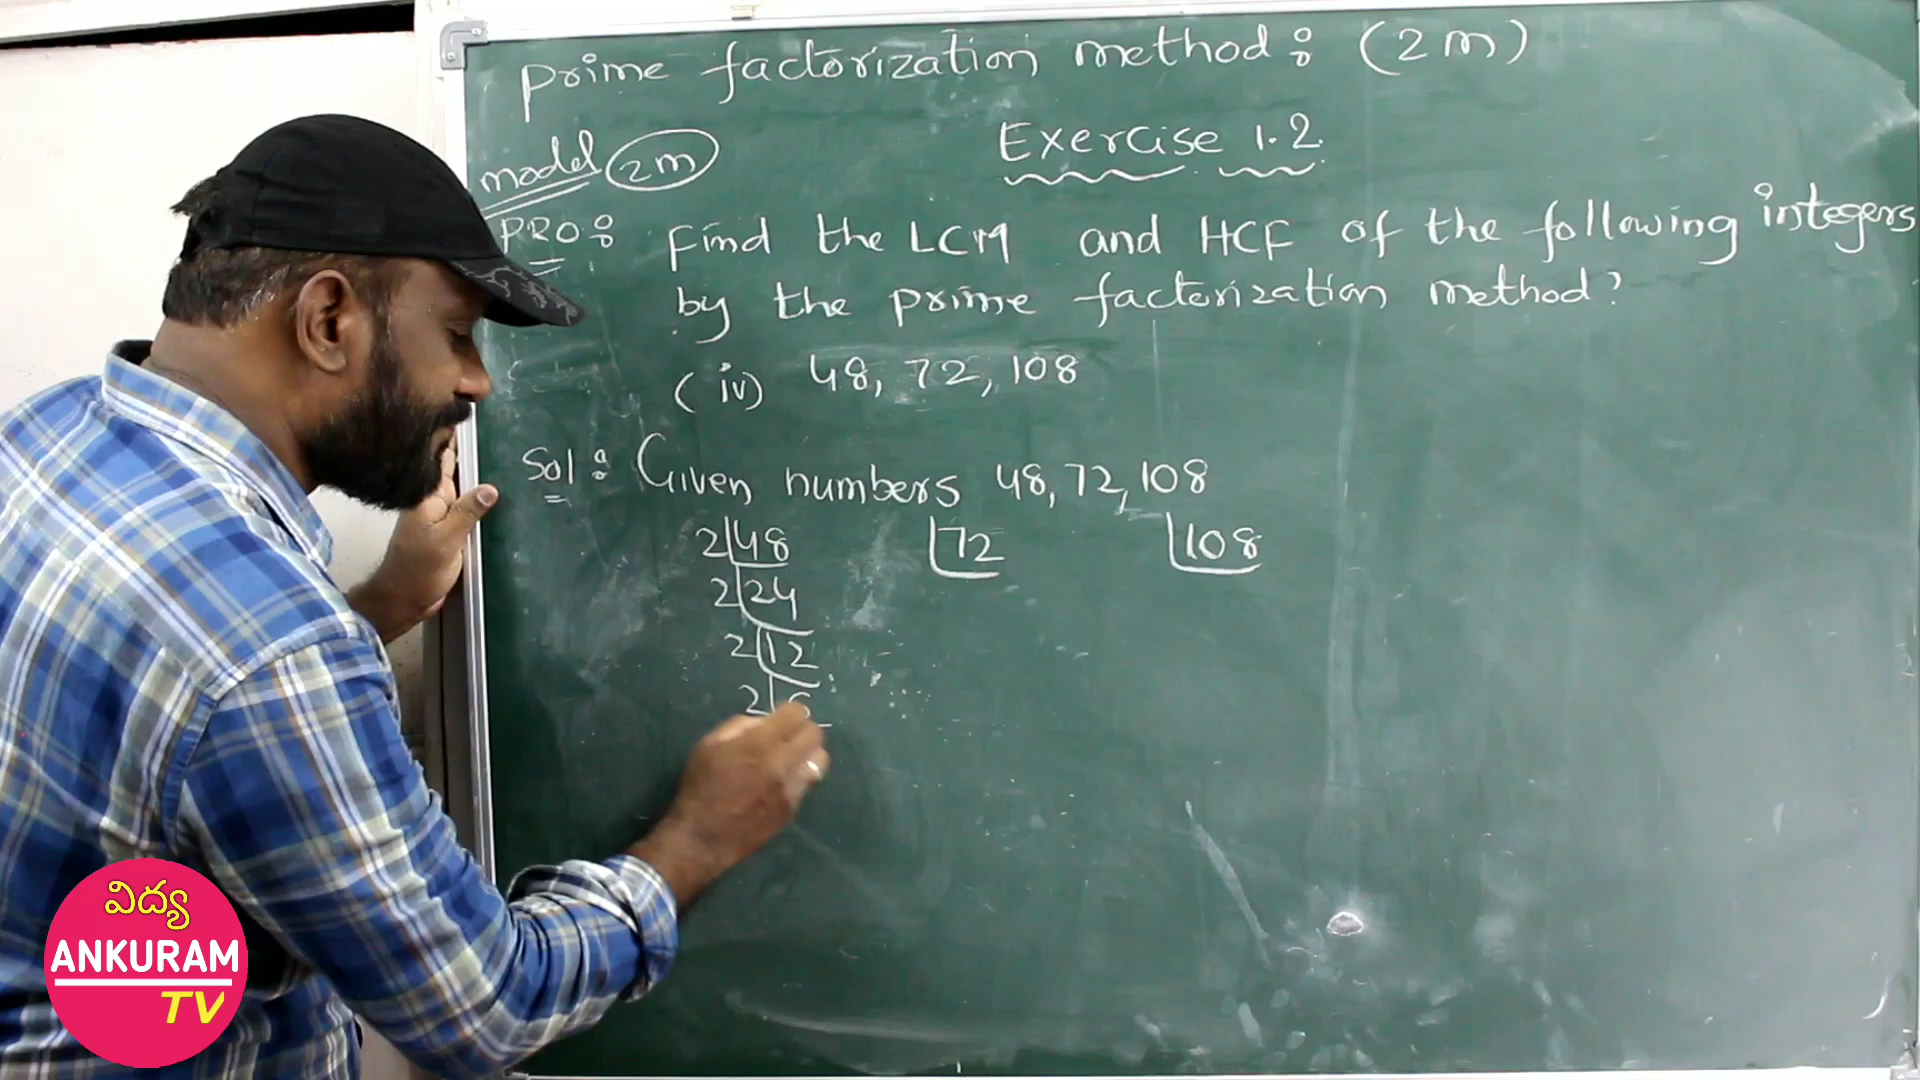 prime factorization method: (2m)
Exercise 1.2.
model 2m
PRO: Find the LCM and HCF of the following integers
by the prime factorization method?
(iv) 48, 72, 108
Sol: Given numbers 48, 72, 108
2 48 72 108
2 24
2 12
2 6
విద్య
ANKURAM
TV